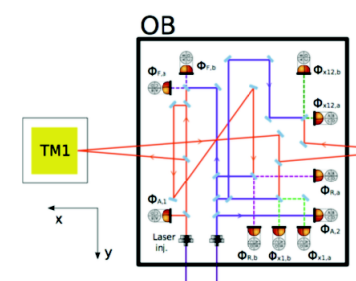 OB
ΦF,b
Φx12,b
ΦF,a
Φx12,a
TM1
ΦA,1
ΦR,a
x
y
Laser
inj.
ΦA,2
ΦR,b
Φx1,b
Φx1,a